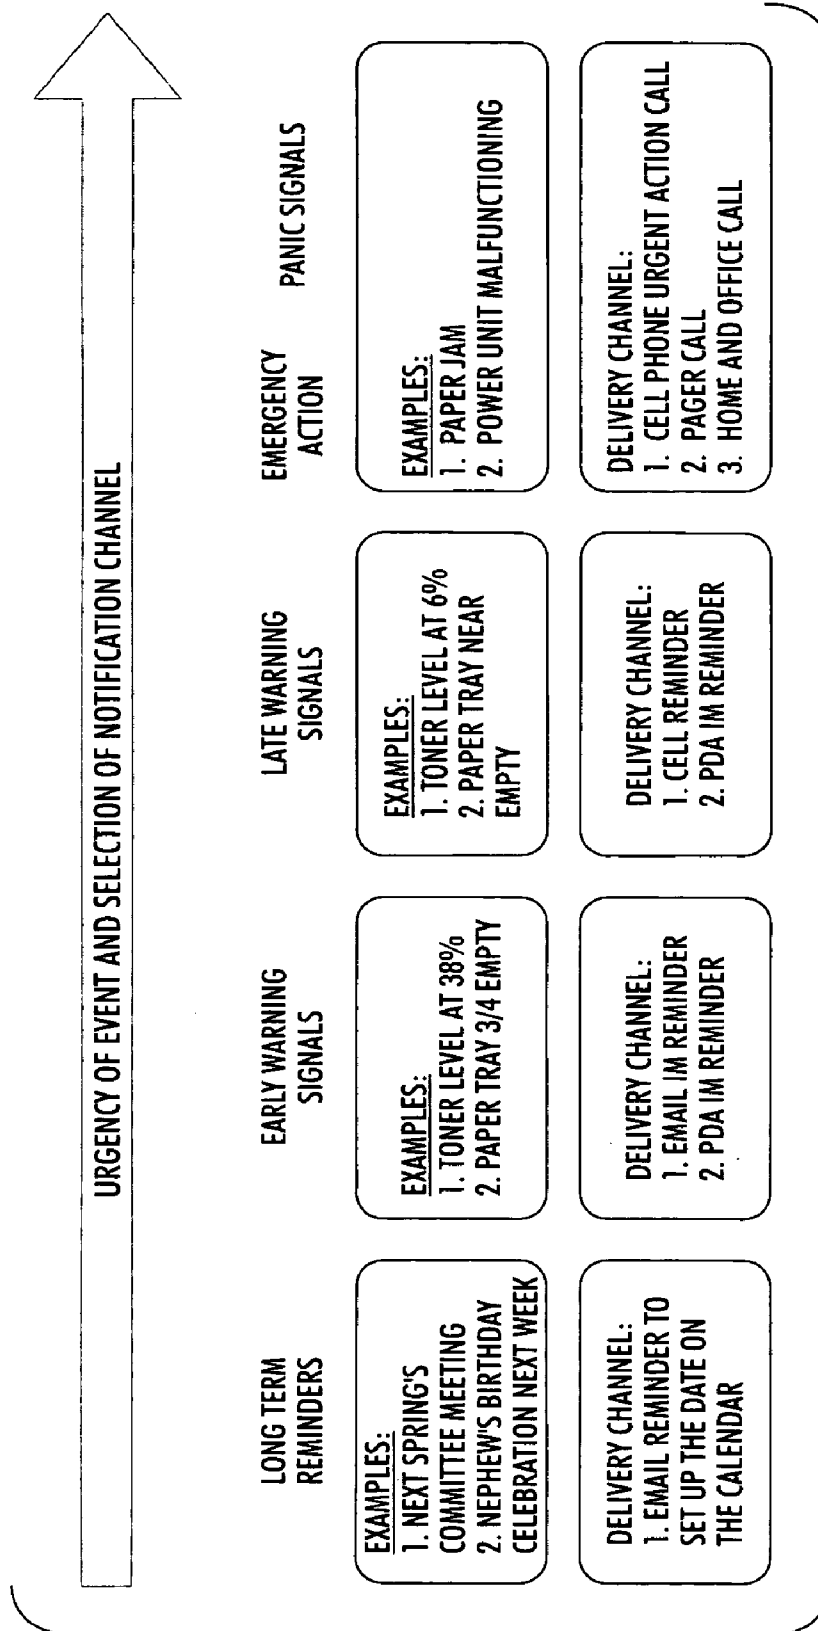 URGENCY OF EVENT AND SELECTION OF NOTIFICATION CHANNEL
LONG TERM
REMINDERS
EARLY WARNING
SIGNALS
LATE WARNING
SIGNALS
EMERGENCY
ACTION
PANIC SIGNALS
EXAMPLES:
1. NEXT SPRING'S
COMMITTEE MEETING
2. NEPHEW'S BIRTHDAY
CELEBRATION NEXT WEEK
EXAMPLES:
1. TONER LEVEL AT 38%
2. PAPER TRAY 3/4 EMPTY
EXAMPLES:
1. TONER LEVEL AT 6%
2. PAPER TRAY NEAR
EMPTY
EXAMPLES:
1. PAPER JAM
2. POWER UNIT MALFUNCTIONING
DELIVERY CHANNEL:
1. EMAIL REMINDER TO
SET UP THE DATE ON
THE CALENDAR
DELIVERY CHANNEL:
1. EMAIL IM REMINDER
2. PDA IM REMINDER
DELIVERY CHANNEL:
1. CELL REMINDER
2. PDA IM REMINDER
DELIVERY CHANNEL:
1. CELL PHONE URGENT ACTION CALL
2. PAGER CALL
3. HOME AND OFFICE CALL